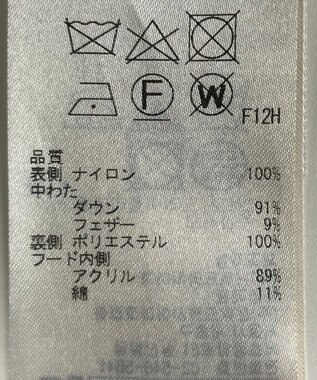 F W F12H
品質
表側 ナイロン 100%
中わた
ダウン 91%
フェザー 9%
裏側 ポリエステル 100%
フード内側
アクリル 89%
綿 11%